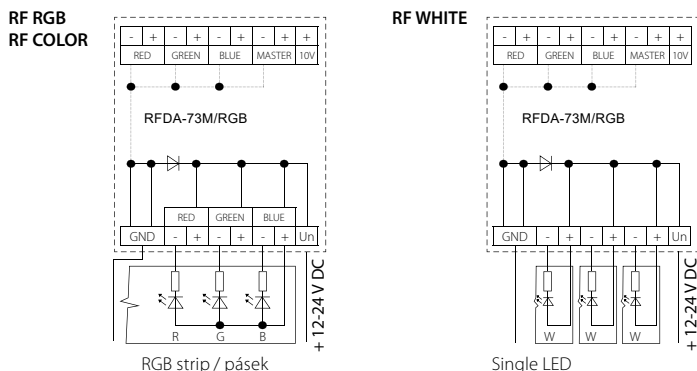 RF RGB
RF COLOR
- + - + - + - + +
RED GREEN BLUE MASTER 10V
RFDA-73M/RGB
RED GREEN BLUE
GND - + - + - + Un
R G B
+ 12-24 V DC
RGB strip / pásek
RF WHITE
- + - + - + - + +
RED GREEN BLUE MASTER 10V
RFDA-73M/RGB
GND - + - + - + Un
W W W
+ 12-24 V DC
Single LED